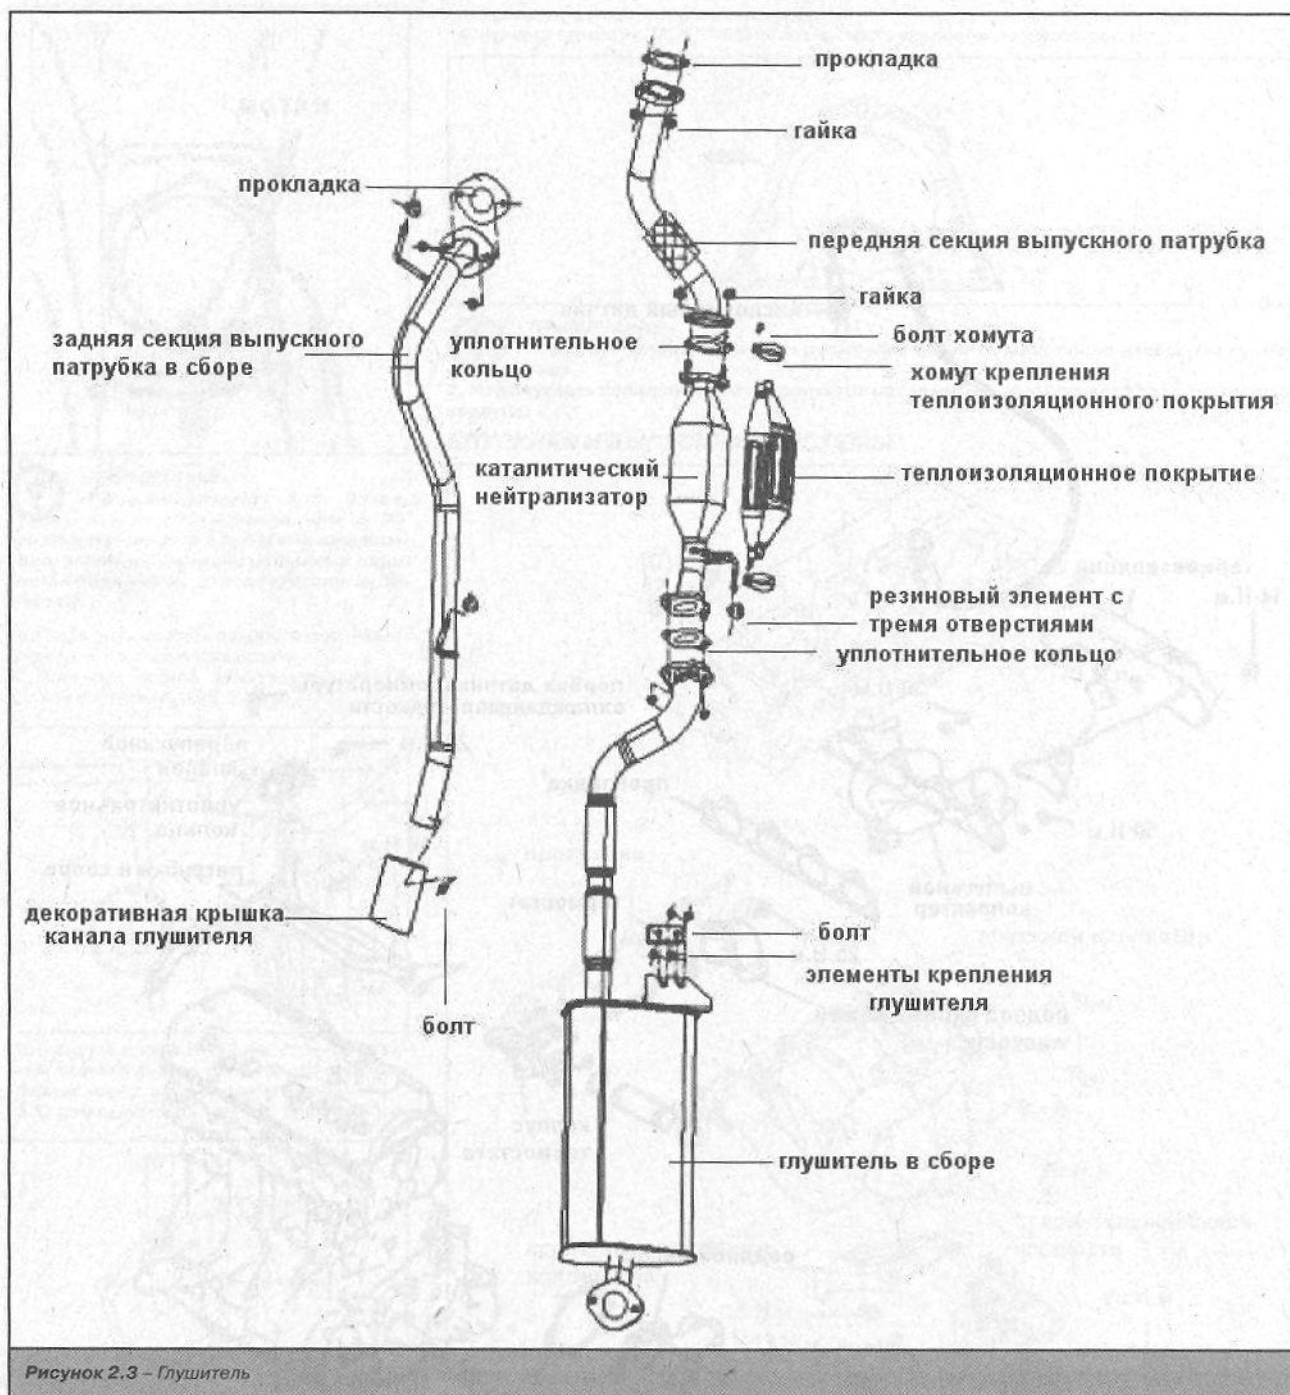 прокладка
гайка
прокладка
передняя секция выпускного патрубка
гайка
болт хомута
задняя секция выпускного
патрубка в сборе
уплотнительное
кольцо
хомут крепления
теплоизоляционного покрытия
каталитический
нейтрализатор
теплоизоляционное покрытие
резиновый элемент с
тремя отверстиями
уплотнительное кольцо
декоративная крышка
канала глушителя
болт
элементы крепления
глушителя
болт
глушитель в сборе
Рисунок 2.3 – Глушитель